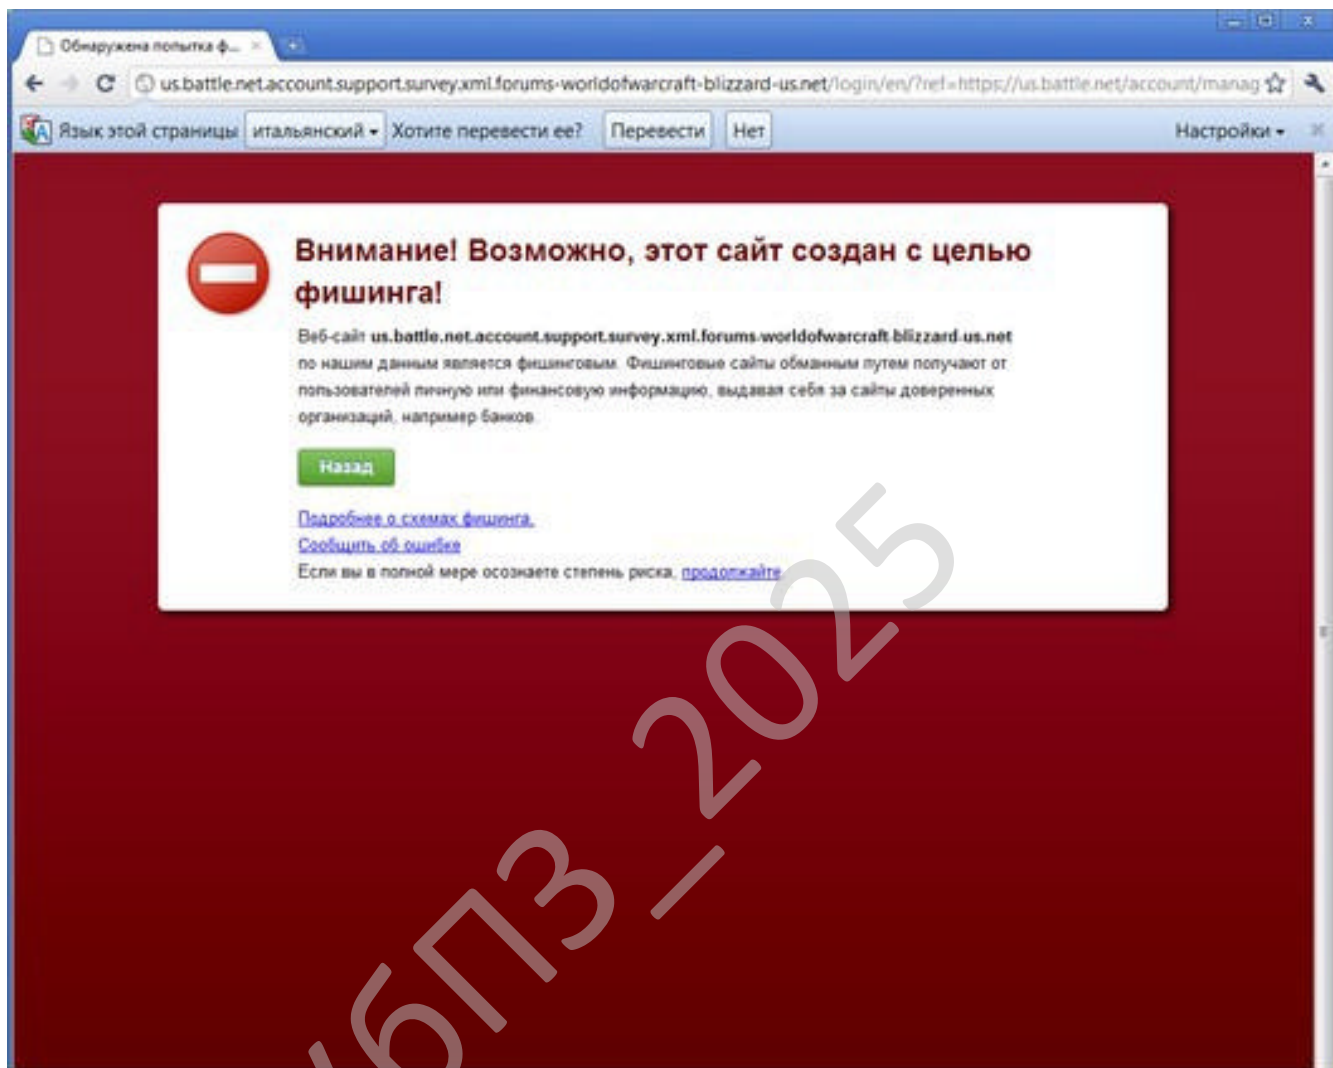 Обнаружена попытка ф...
us.battle.net.account.support.survey.xml.forums-worldofwarcraft-blizzard-us.net/login/en/?ref=https://us.battle.net/account/manag
Язык этой страницы итальянский Хотите перевести ее? Перевести Нет Настройки
Внимание! Возможно, этот сайт создан с целью
фишинга!
Веб-сайт us.battle.net.account.support.survey.xml.forums-worldofwarcraft-blizzard-us.net
по нашим данным является фишинговым. Фишинговые сайты обманным путем получают от
пользователей личную или финансовую информацию, выдавая себя за сайты доверенных
организаций, например банков.
Назад
Подробнее о схемах фишинга.
Сообщить об ошибке
Если вы в полной мере осознаете степень риска, продолжайте.
бПЗ_2025